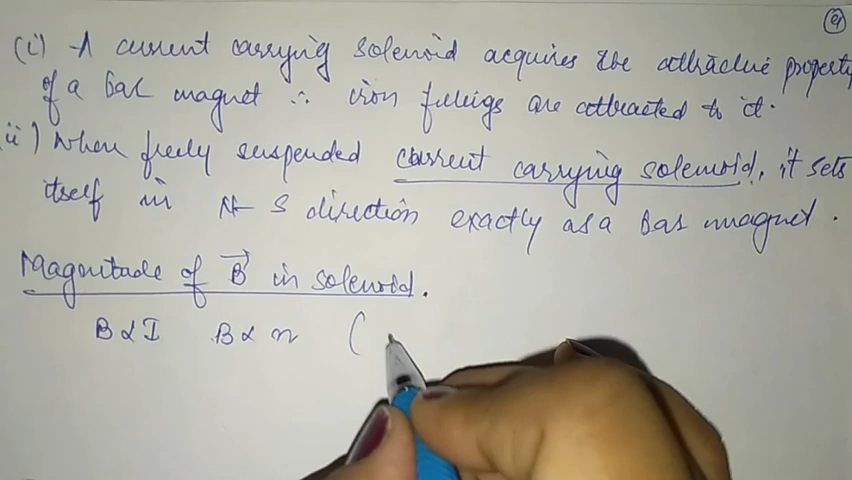 (i) A current carrying solenoid acquires the attractive property
of a bar magnet ∴ iron fillings are attracted to it.
ii) When freely suspended current carrying solenoid, it sets
itself in N-S direction exactly as a bar magnet.
Magnitude of B⃗ in solenoid.
B ∝ I B ∝ n (